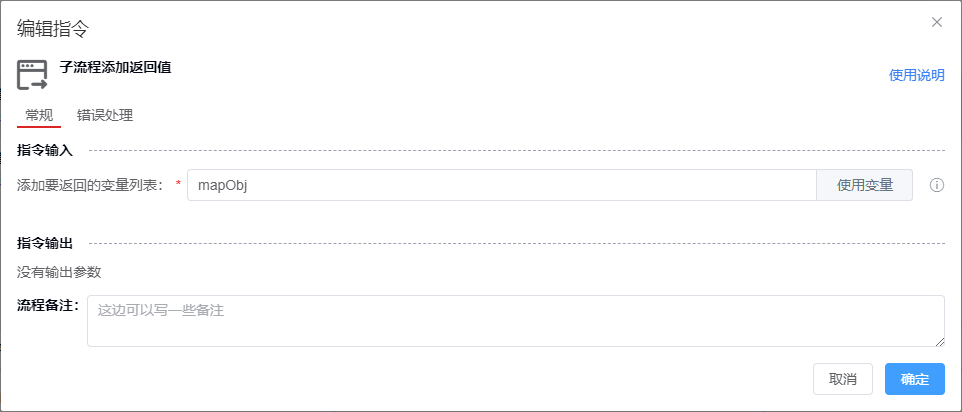 编辑指令
子流程添加返回值
使用说明
常规 错误处理
指令输入
添加要返回的变量列表： * mapObj 使用变量
指令输出
没有输出参数
流程备注： 这边可以写一些备注
取消 确定